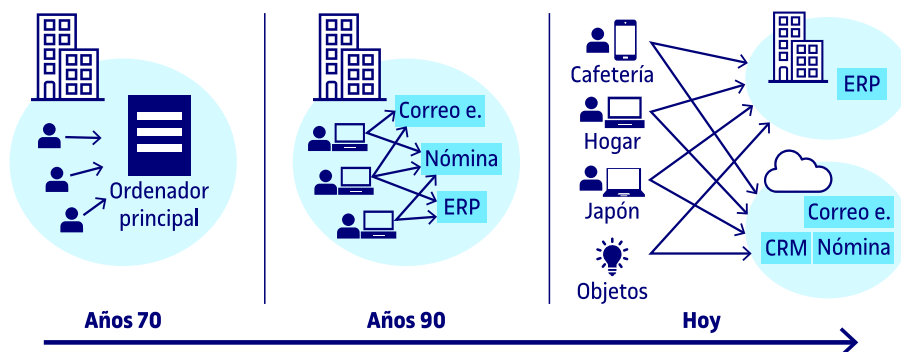 Ordenador
principal
Años 70
Correo e.
Nómina
ERP
Años 90
Cafetería
Hogar
Japón
Objetos
ERP
Correo e.
CRM Nómina
Hoy